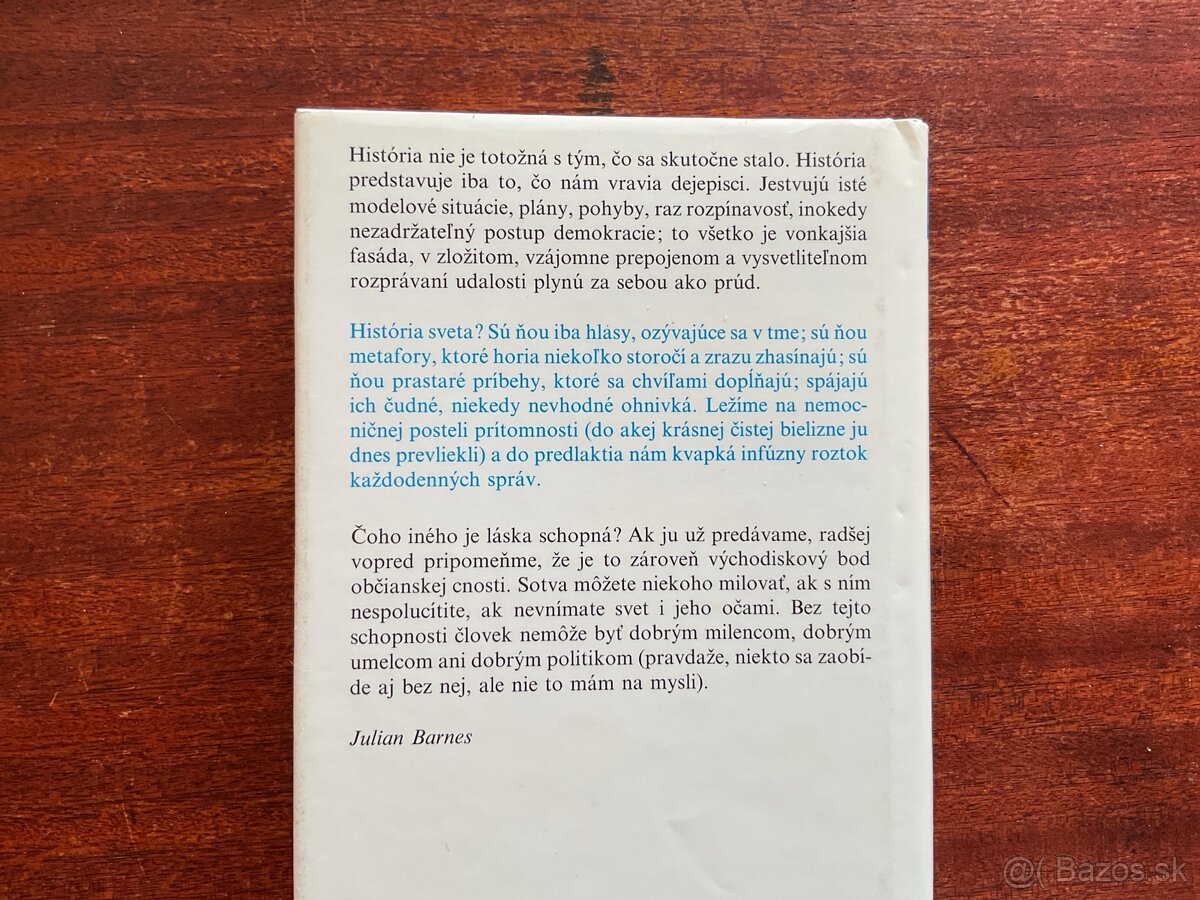 História nie je totožná s tým, čo sa skutočne stalo. História
predstavuje iba to, čo nám vravia dejepisci. Jestvujú isté
modelové situácie, plány, pohyby, raz rozpínavosť, inokedy
nezadržateľný postup demokracie; to všetko je vonkajšia
fasáda, v zložitom, vzájomne prepojenom a vysvetliteľnom
rozprávaní udalosti plynú za sebou ako prúd.
História sveta? Sú ňou iba hlasy, ozývajúce sa v tme; sú ňou
metafory, ktoré horia niekoľko storočí a zrazu zhasínajú; sú
ňou prastaré príbehy, ktoré sa chvíľami dopĺňajú; spájajú
ich čudné, niekedy nevhodné ohnivká. Ležíme na nemoc-
ničnej posteli prítomnosti (do akej krásnej čistej bielizne ju
dnes prevliekli) a do predlaktia nám kvapká infúzny roztok
každodenných správ.
Čoho iného je láska schopná? Ak ju už predávame, radšej
vopred pripomeňme, že je to zároveň východiskový bod
občianskej cnosti. Sotva môžete niekoho milovať, ak s ním
nespolucítite, ak nevnímate svet i jeho očami. Bez tejto
schopnosti človek nemôže byť dobrým milencom, dobrým
umelcom ani dobrým politikom (pravdaže, niekto sa zaobí-
de aj bez nej, ale nie to mám na mysli).
Julian Barnes
@( Bazos.sk